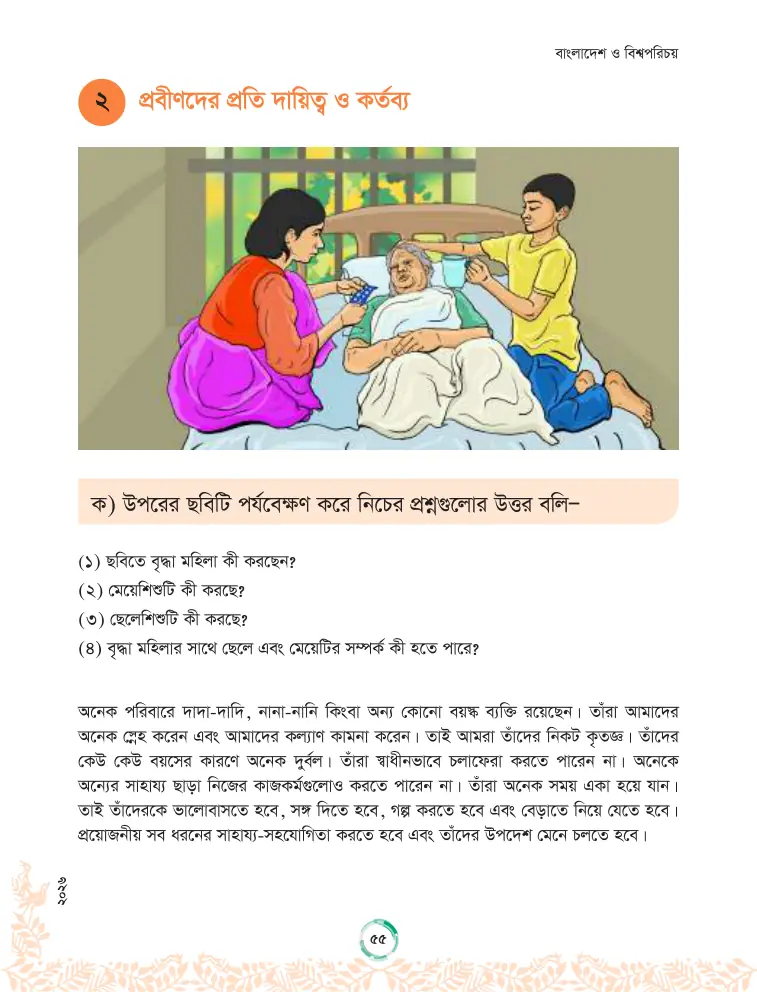 বাংলাদেশ ও বিশ্বপরিচয়
২ প্রবীণদের প্রতি দায়িত্ব ও কর্তব্য
ক) উপরের ছবিটি পর্যবেক্ষণ করে নিচের প্রশ্নগুলোর উত্তর বলি–
(১) ছবিতে বৃদ্ধা মহিলা কী করছেন?
(২) মেয়েশিশুটি কী করছে?
(৩) ছেলেশিশুটি কী করছে?
(৪) বৃদ্ধা মহিলার সাথে ছেলে এবং মেয়েটির সম্পর্ক কী হতে পারে?
অনেক পরিবারে দাদা-দাদি, নানা-নানি কিংবা অন্য কোনো বয়স্ক ব্যক্তি রয়েছেন। তাঁরা আমাদের
অনেক স্নেহ করেন এবং আমাদের কল্যাণ কামনা করেন। তাই আমরা তাঁদের নিকট কৃতজ্ঞ। তাঁদের
কেউ কেউ বয়সের কারণে অনেক দুর্বল। তাঁরা স্বাধীনভাবে চলাফেরা করতে পারেন না। অনেকে
অন্যের সাহায্য ছাড়া নিজের কাজকর্মগুলোও করতে পারেন না। তাঁরা অনেক সময় একা হয়ে যান।
তাই তাঁদেরকে ভালোবাসতে হবে, সঙ্গ দিতে হবে, গল্প করতে হবে এবং বেড়াতে নিয়ে যেতে হবে।
প্রয়োজনীয় সব ধরনের সাহায্য-সহযোগিতা করতে হবে এবং তাঁদের উপদেশ মেনে চলতে হবে।
২০২৬
৫৫